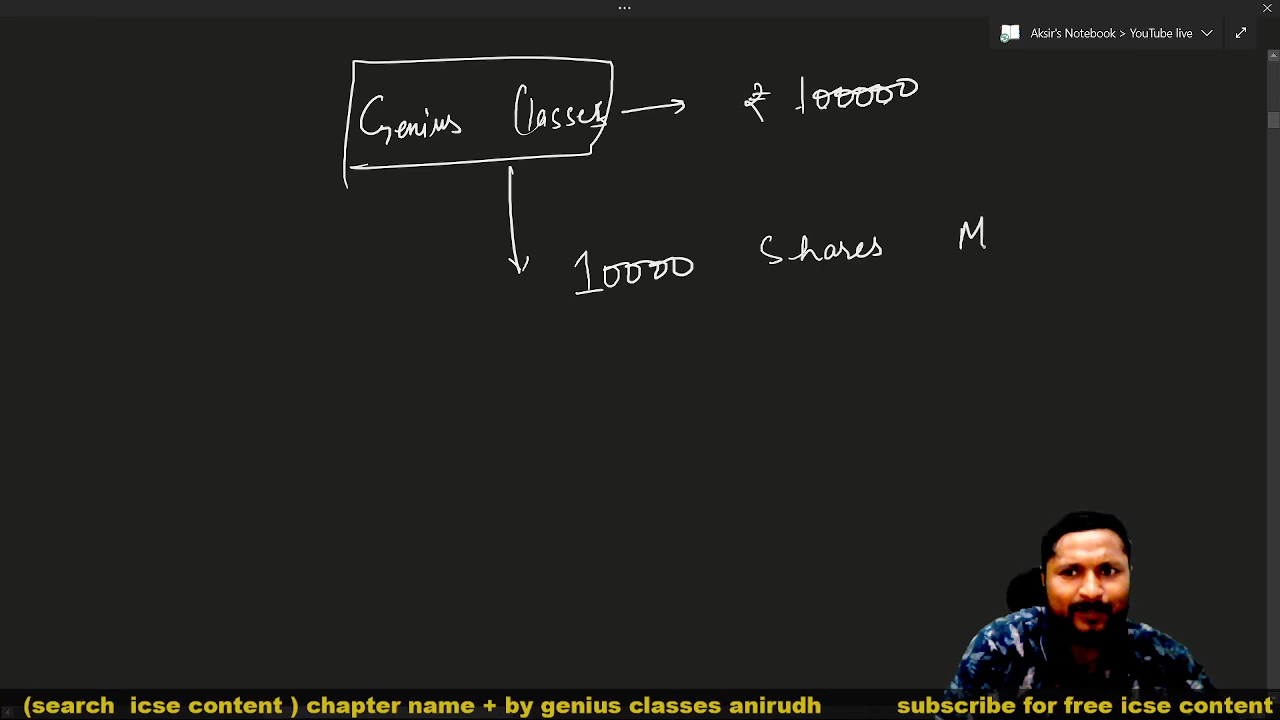 ...
Aksir's Notebook > YouTube live
Genius Classes → ₹ 100000
10000 Shares M
(search icse content ) chapter name + by genius classes anirudh subscribe for free icse content